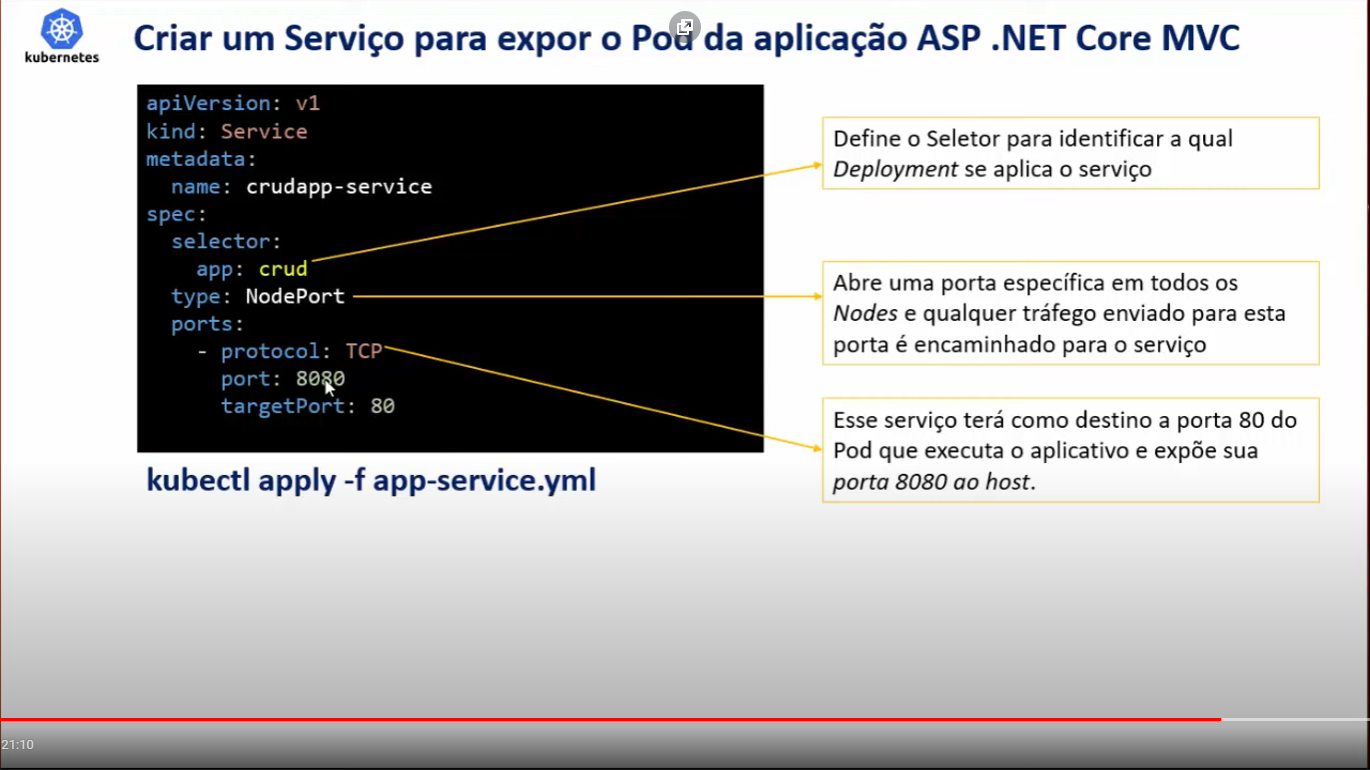 kubernetes
Criar um Serviço para expor o Pod da aplicação ASP .NET Core MVC
apiVersion: v1
kind: Service
metadata:
  name: crudapp-service
spec:
  selector:
    app: crud
  type: NodePort
  ports:
    - protocol: TCP
      port: 8080
      targetPort: 80
kubectl apply -f app-service.yml
Define o Seletor para identificar a qual
Deployment se aplica o serviço
Abre uma porta específica em todos os
Nodes e qualquer tráfego enviado para esta
porta é encaminhado para o serviço
Esse serviço terá como destino a porta 80 do
Pod que executa o aplicativo e expõe sua
porta 8080 ao host.
21:10